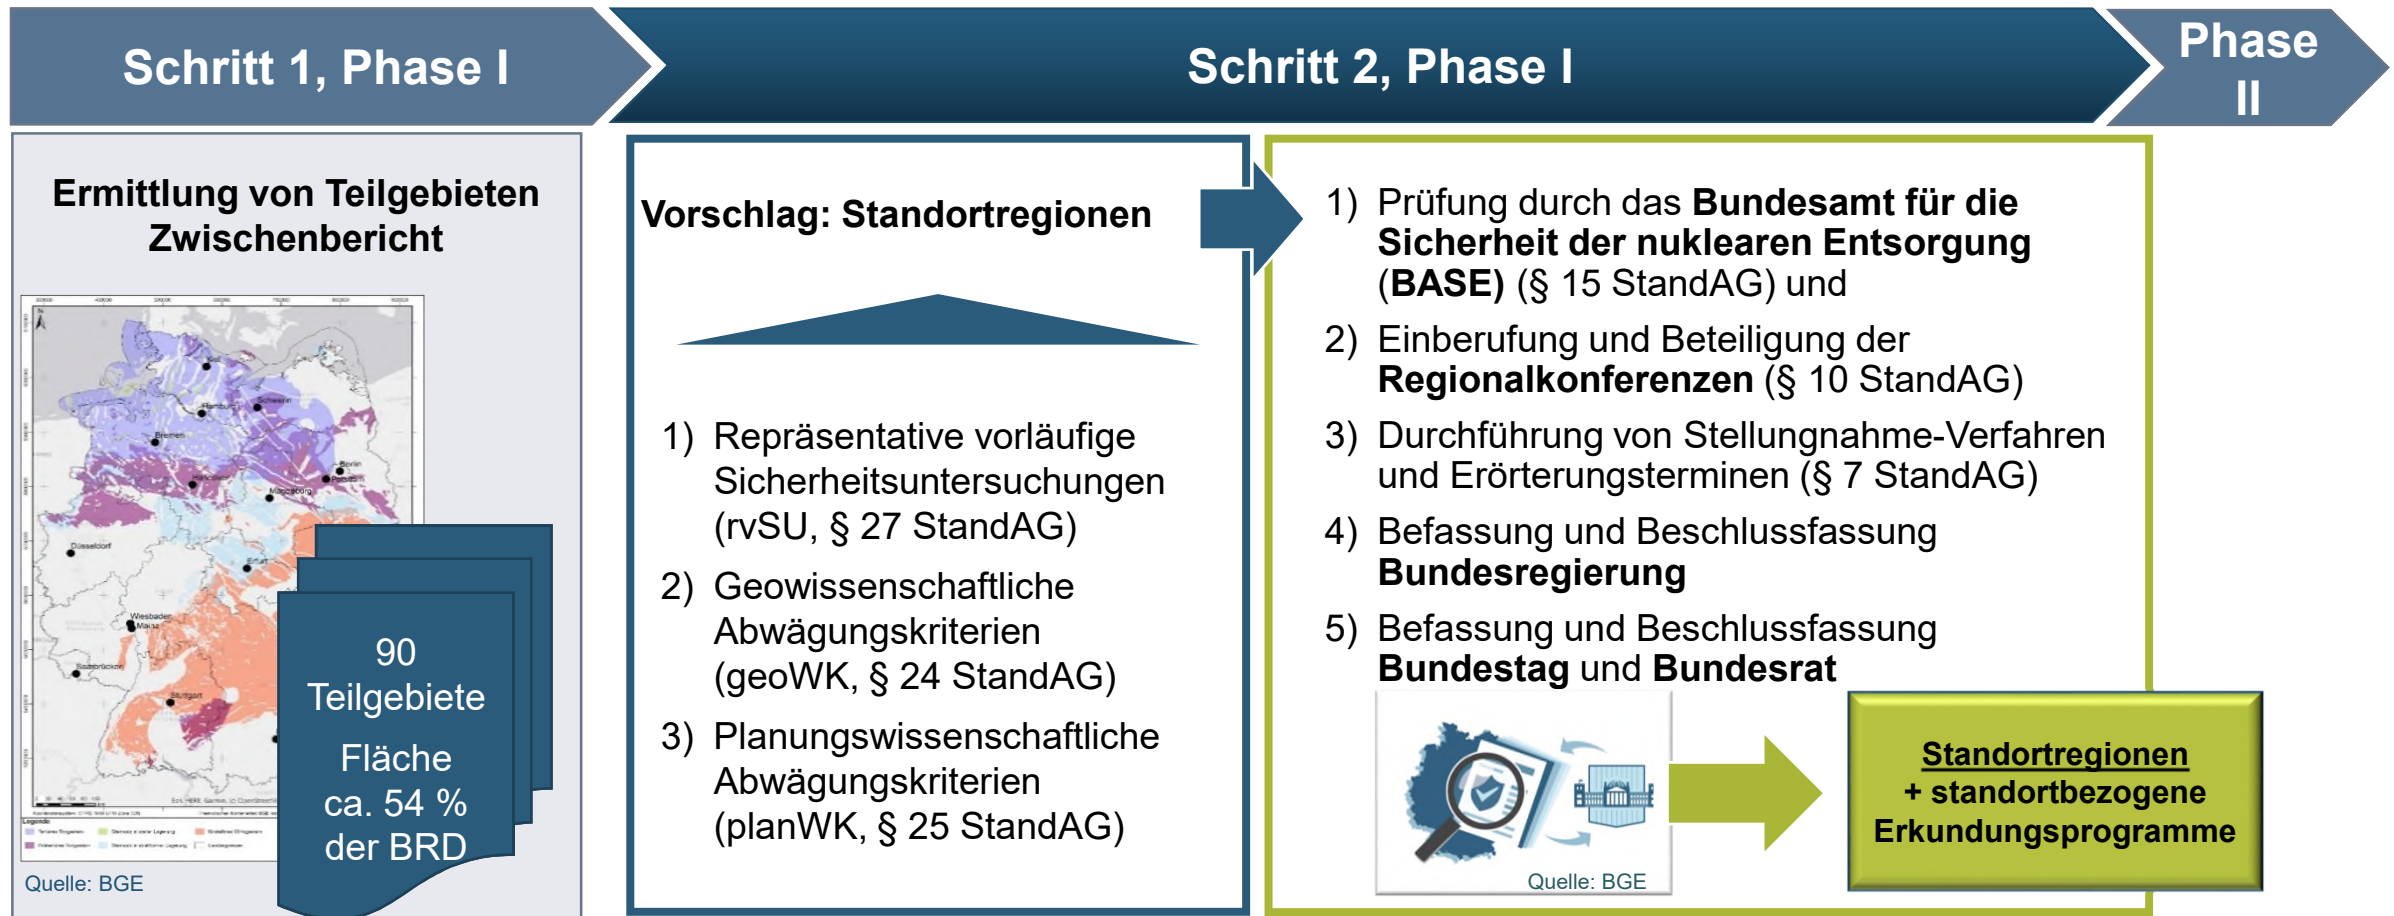 Schritt 1, Phase I
Schritt 2, Phase I
Phase
II
Ermittlung von Teilgebieten
Zwischenbericht
Kiel
Hamburg
Schwerin
Bremen
Berlin
Potsdam
Hannover
Magdeburg
Düsseldorf
Erfurt
Wiesbaden
Mainz
Saarbrücken
Stuttgart
Legende
90
Teilgebiete
Fläche
ca. 54 %
der BRD
Quelle: BGE
Vorschlag: Standortregionen
1) Repräsentative vorläufige
Sicherheitsuntersuchungen
(rvSU, § 27 StandAG)
2) Geowissenschaftliche
Abwägungskriterien
(geoWK, § 24 StandAG)
3) Planungswissenschaftliche
Abwägungskriterien
(planWK, § 25 StandAG)
1) Prüfung durch das Bundesamt für die
Sicherheit der nuklearen Entsorgung
(BASE) (§ 15 StandAG) und
2) Einberufung und Beteiligung der
Regionalkonferenzen (§ 10 StandAG)
3) Durchführung von Stellungnahme-Verfahren
und Erörterungsterminen (§ 7 StandAG)
4) Befassung und Beschlussfassung
Bundesregierung
5) Befassung und Beschlussfassung
Bundestag und Bundesrat
Quelle: BGE
Standortregionen
+ standortbezogene
Erkundungsprogramme